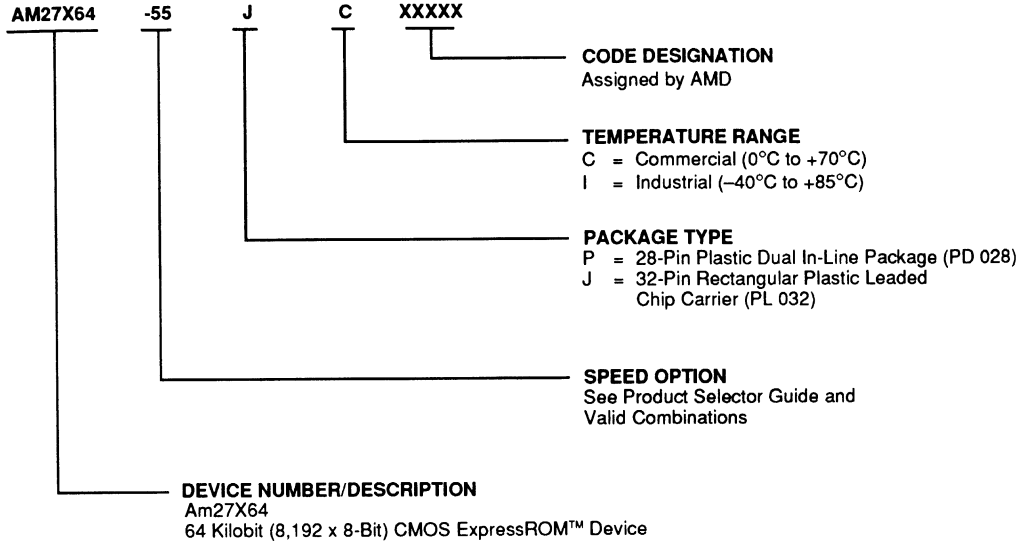 AM27X64 -55 J C XXXXX
CODE DESIGNATION
Assigned by AMD
TEMPERATURE RANGE
C = Commercial (0°C to +70°C)
I = Industrial (–40°C to +85°C)
PACKAGE TYPE
P = 28-Pin Plastic Dual In-Line Package (PD 028)
J = 32-Pin Rectangular Plastic Leaded
Chip Carrier (PL 032)
SPEED OPTION
See Product Selector Guide and
Valid Combinations
DEVICE NUMBER/DESCRIPTION
Am27X64
64 Kilobit (8,192 x 8-Bit) CMOS ExpressROM™ Device